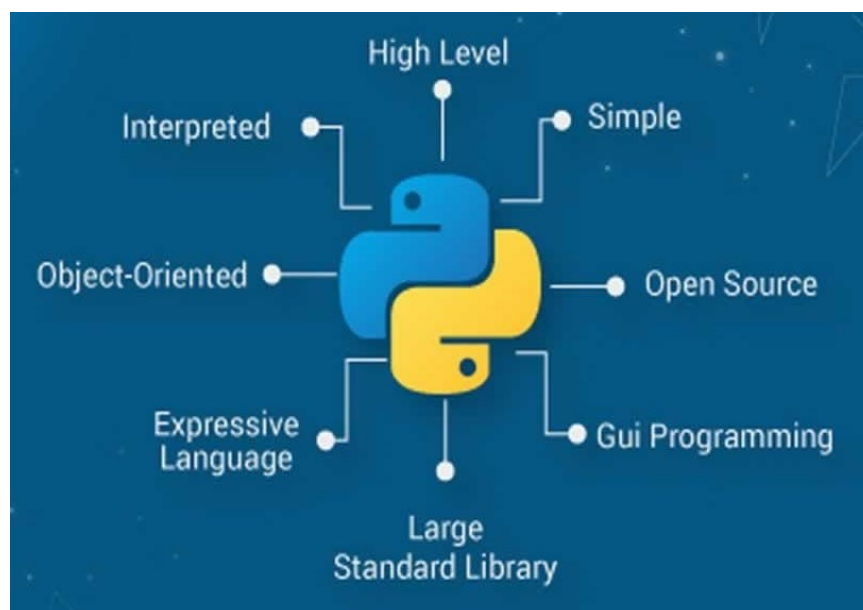 High Level
Interpreted
Simple
Object-Oriented
Open Source
Expressive
Language
Gui Programming
Large
Standard Library